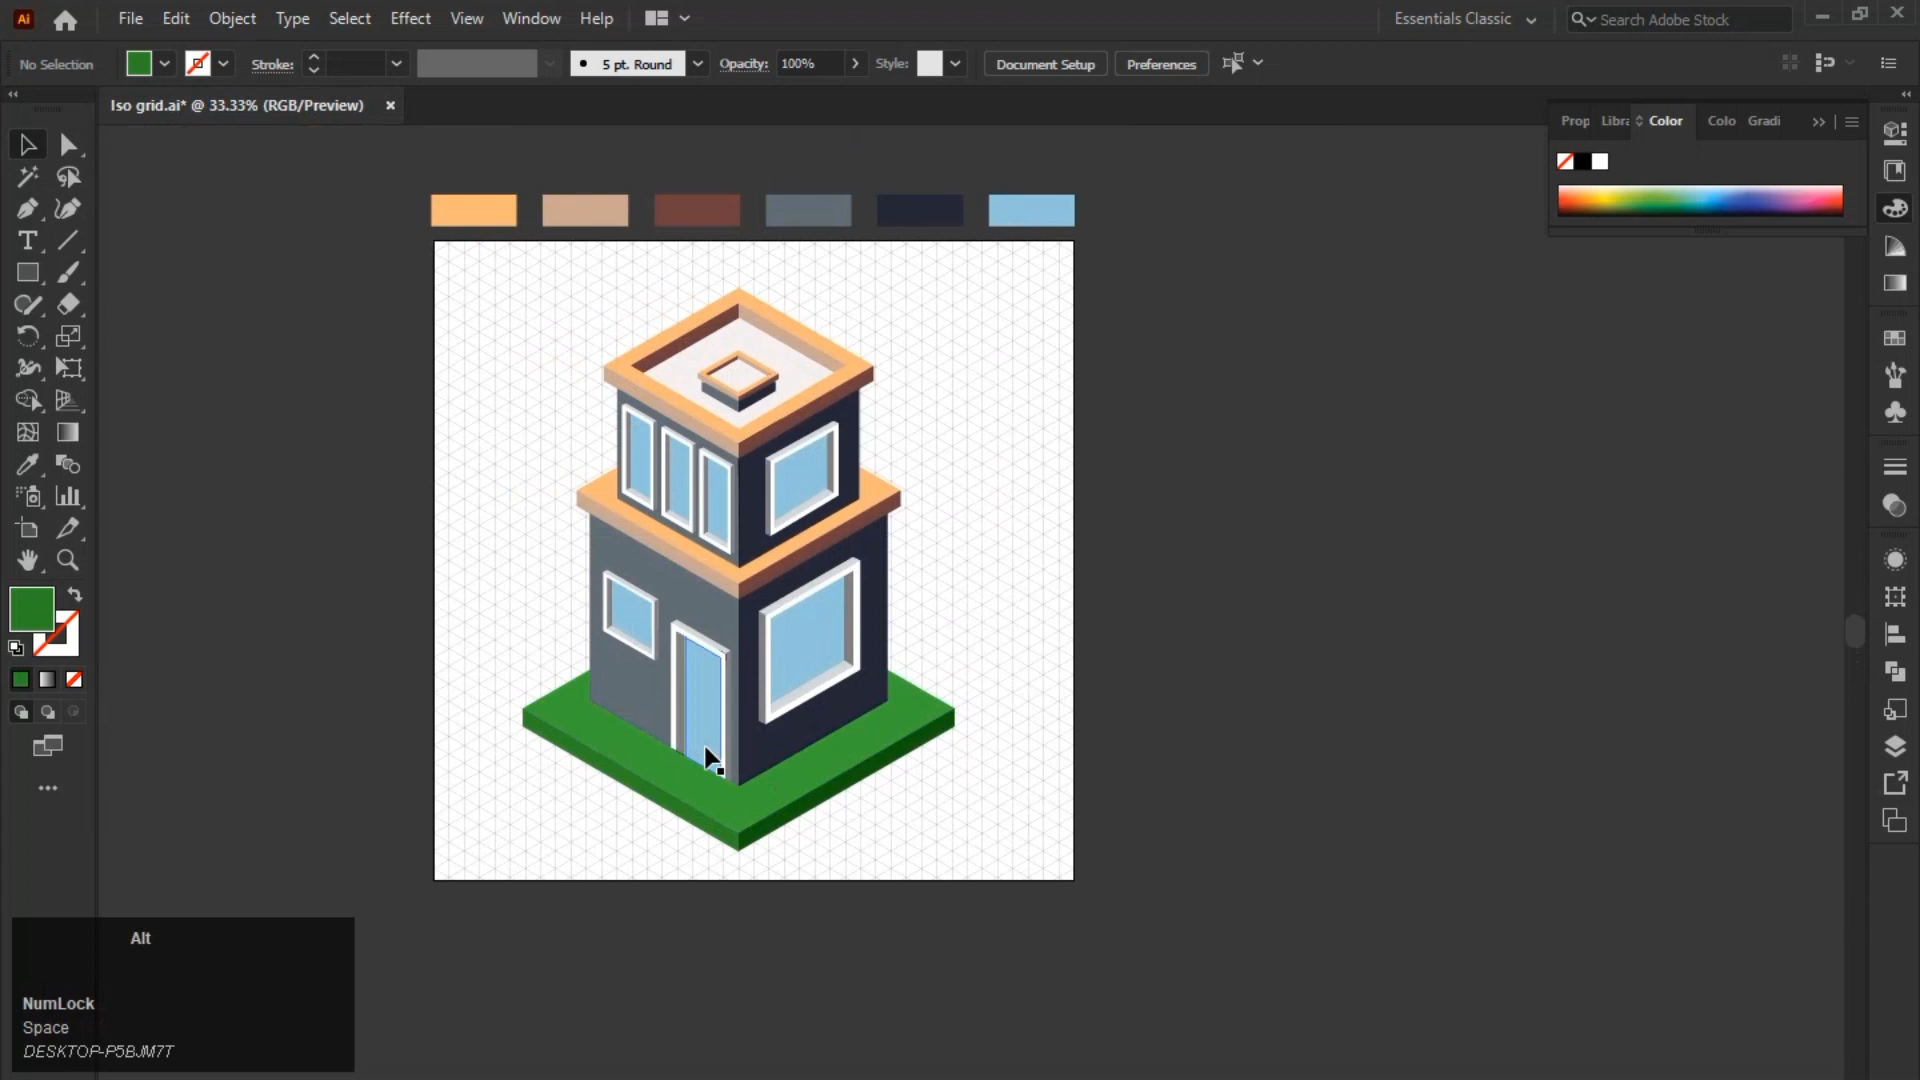 Ai File Edit Object Type Select Effect View Window Help Essentials Classic Search Adobe Stock
No Selection Stroke: 5 pt. Round Opacity: 100% Style: Document Setup Preferences
Iso grid.ai* @ 33.33% (RGB/Preview)
Prop Libra Color Colo Gradi
Alt
NumLock
Space
DESKTOP-P5BJM7T